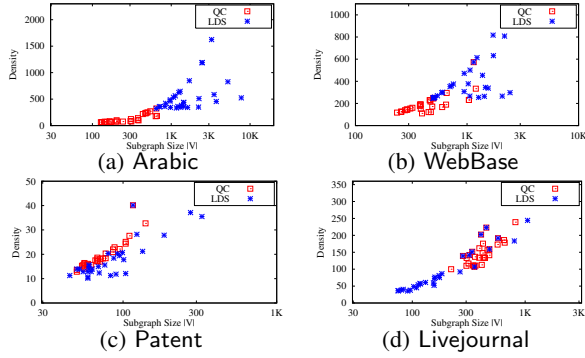 2000
1500
1000
500
0
Density
QC
LDS
30
100
300
1K
3K
10K
Subgraph Size |V|
(a) Arabic
1000
800
600
400
200
0
Density
QC
LDS
230
300
1K
3K
10K
Subgraph Size |V|
(b) WebBase
60
50
40
30
20
10
0
Density
QC
LDS
30
100
300
1K
Subgraph Size |V|
(c) Patent
350
300
250
200
150
100
50
0
Density
QC
LDS
30
100
300
1K
3K
Subgraph Size |V|
(d) Livejournal